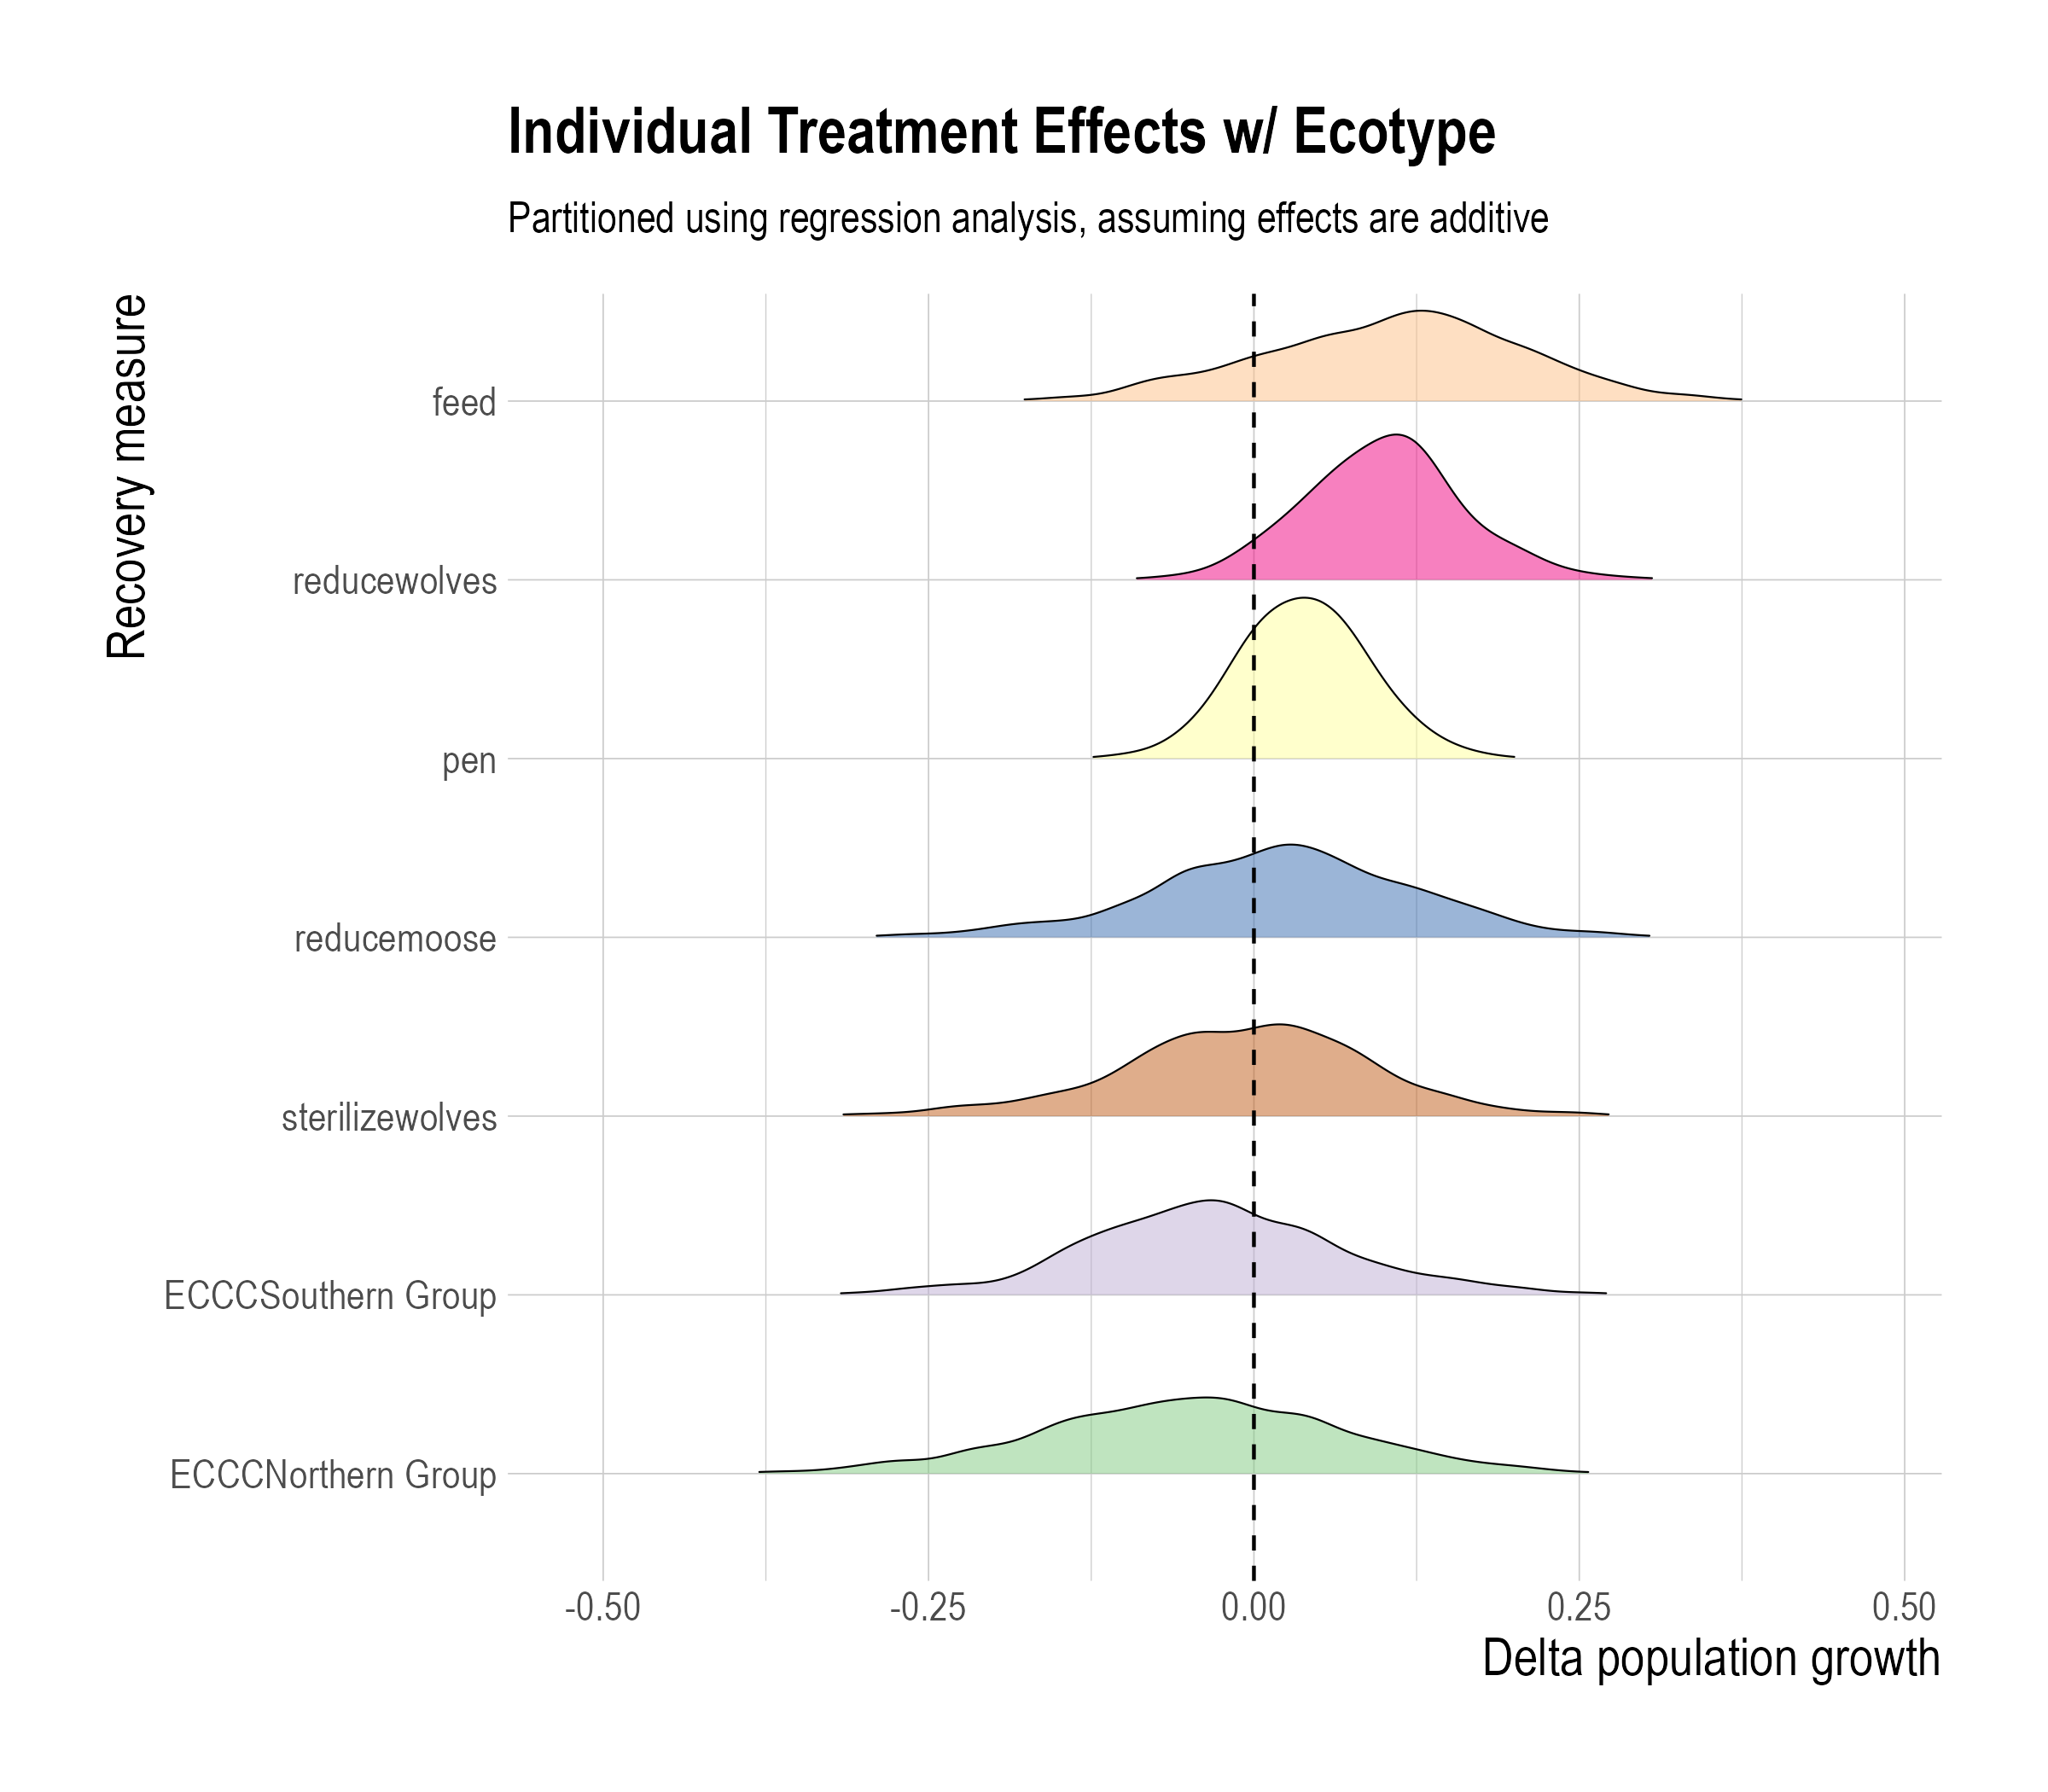 Individual Treatment Effects w/ Ecotype
Partitioned using regression analysis, assuming effects are additive
Recovery measure
feed
reducewolves
pen
reducemoose
sterilizewolves
ECCCSouthern Group
ECCCNorthern Group
-0.50 -0.25 0.00 0.25 0.50
Delta population growth